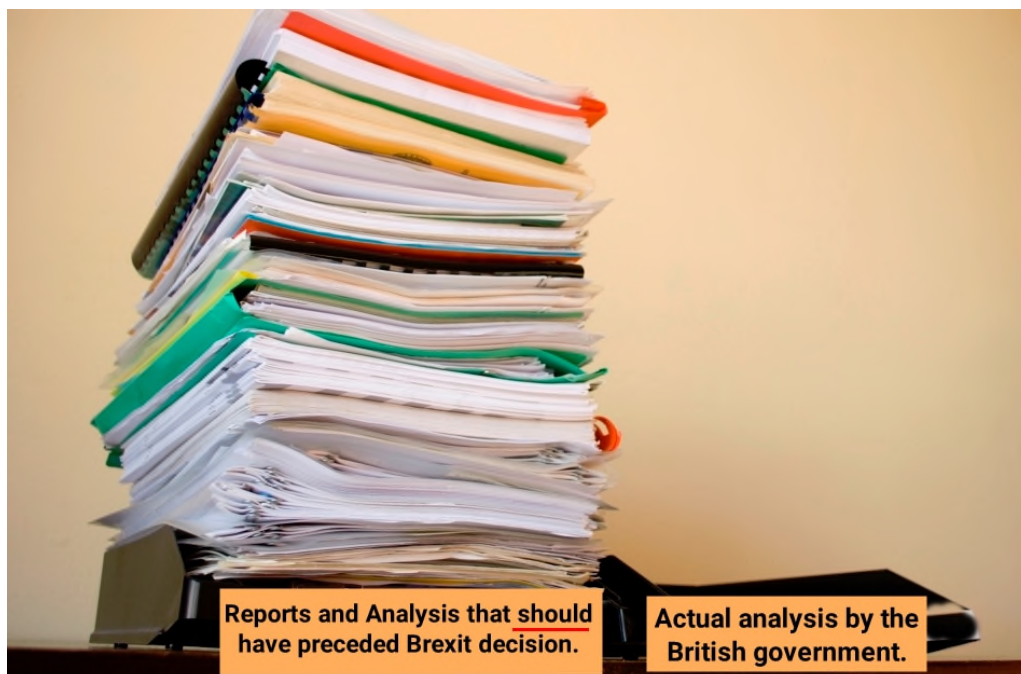 Reports and Analysis that should
have preceded Brexit decision.
Actual analysis by the
British government.